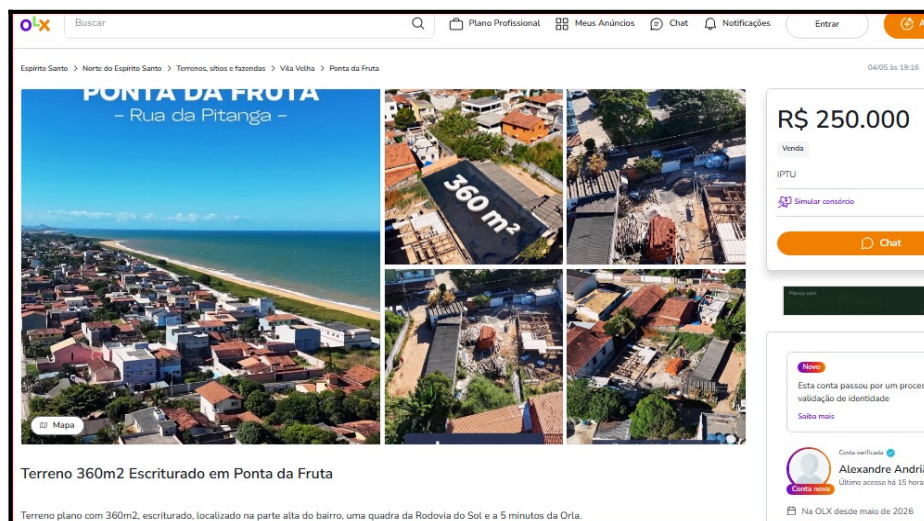 OLX
Buscar
Plano Profissional
Meus Anúncios
Chat
Notificações
Entrar
Espírito Santo > Norte do Espírito Santo > Terrenos, sítios e fazendas > Vila Velha > Ponta da Fruta
04/05 às 19:16
PONTA DA FRUTA
– Rua da Pitanga –
360 m²
Mapa
R$ 250.000
Venda
IPTU
Simular consórcio
Chat
Novo
Esta conta passou por um proces
validação de identidade
Saiba mais
Conta verificada
Alexandre Andri
Último acesso há 15 horas
Conta nova
Na OLX desde maio de 2026
Terreno 360m2 Escriturado em Ponta da Fruta
Terreno plano com 360m2, escriturado, localizado na parte alta do bairro, uma quadra da Rodovia do Sol e a 5 minutos da Orla.